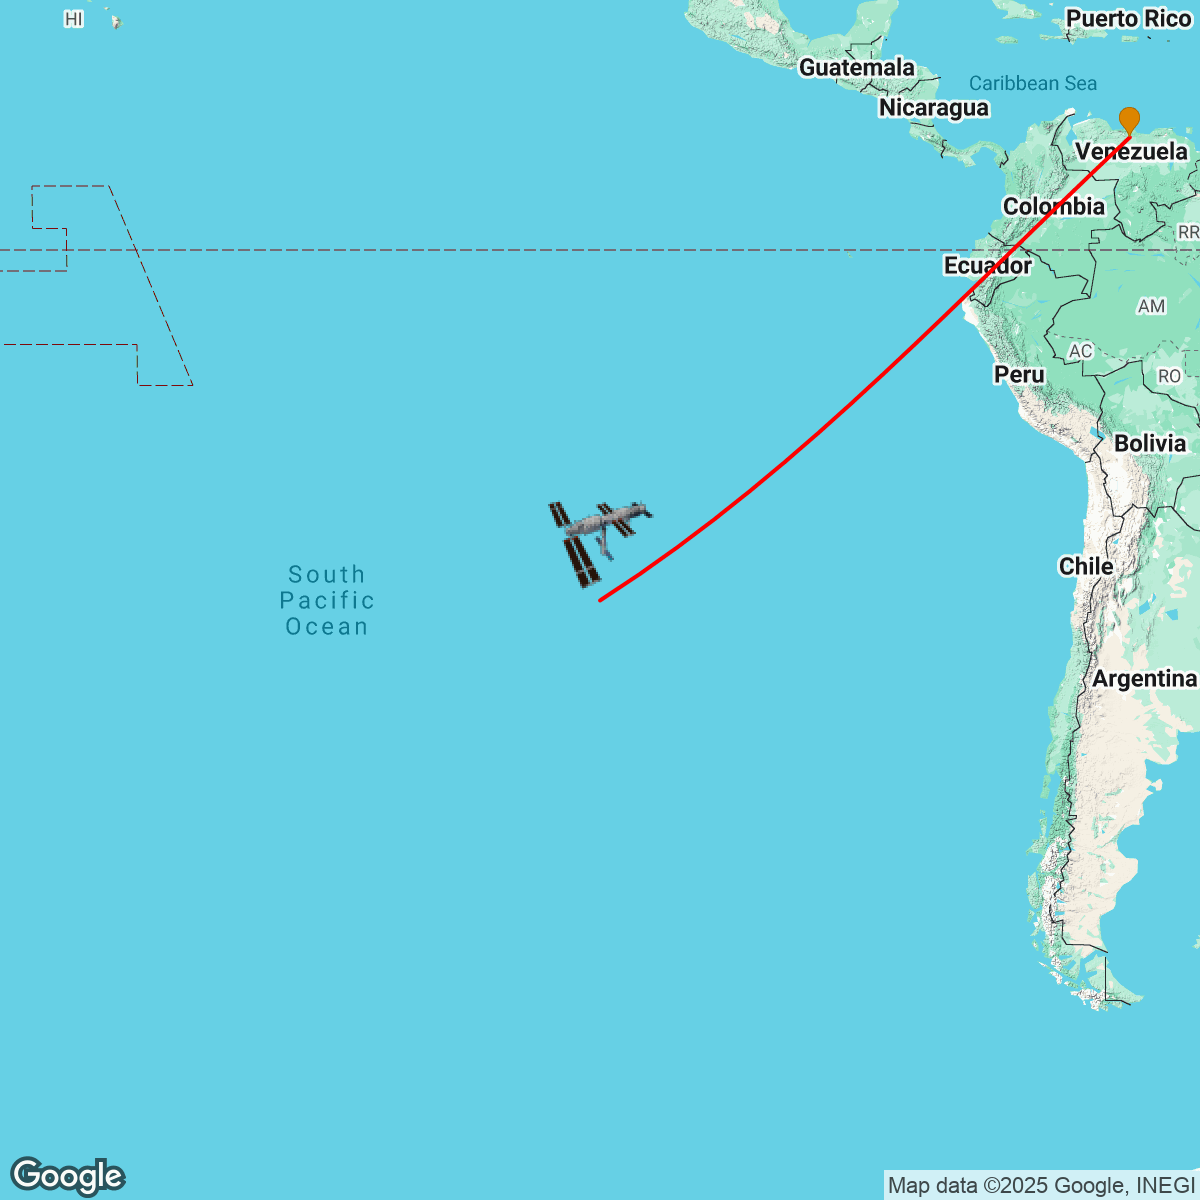 HI
Puerto Rico
Guatemala
Caribbean Sea
Nicaragua
Venezuela
Colombia
RR
Ecuador
AM
AC
Peru
RO
Bolivia
Chile
South
Pacific
Ocean
Argentina
Google
Map data ©2025 Google, INEGI